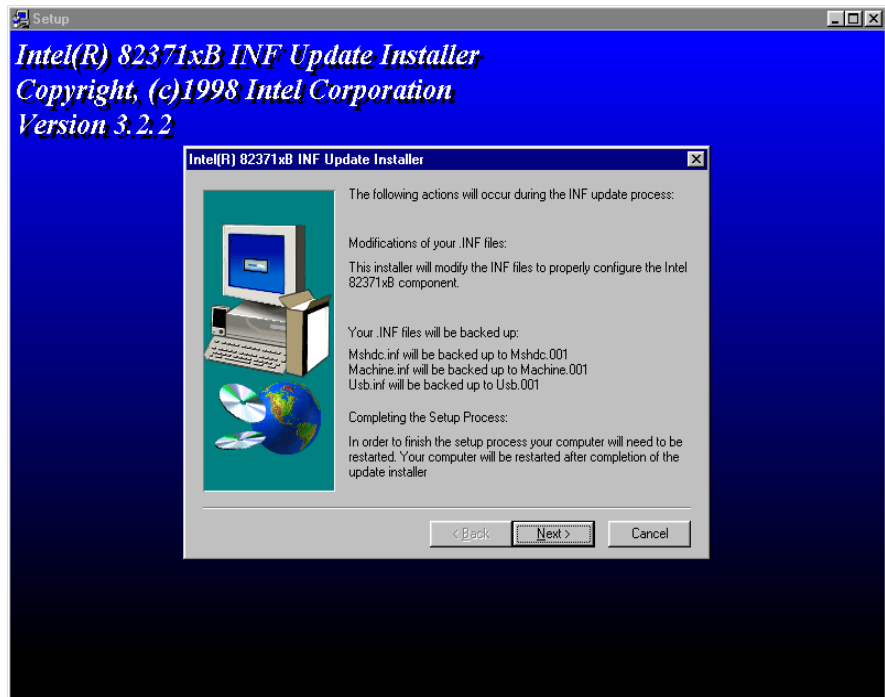 Setup
Intel(R) 82371xB INF Update Installer
Copyright, (c)1998 Intel Corporation
Version 3.2.2
Intel(R) 82371xB INF Update Installer
The following actions will occur during the INF update process:
Modifications of your .INF files:
This installer will modify the INF files to properly configure the Intel
82371xB component.
Your .INF files will be backed up:
Mshdc.inf will be backed up to Mshdc.001
Machine.inf will be backed up to Machine.001
Usb.inf will be backed up to Usb.001
Completing the Setup Process:
In order to finish the setup process your computer will need to be
restarted. Your computer will be restarted after completion of the
update installer
< Back Next > Cancel